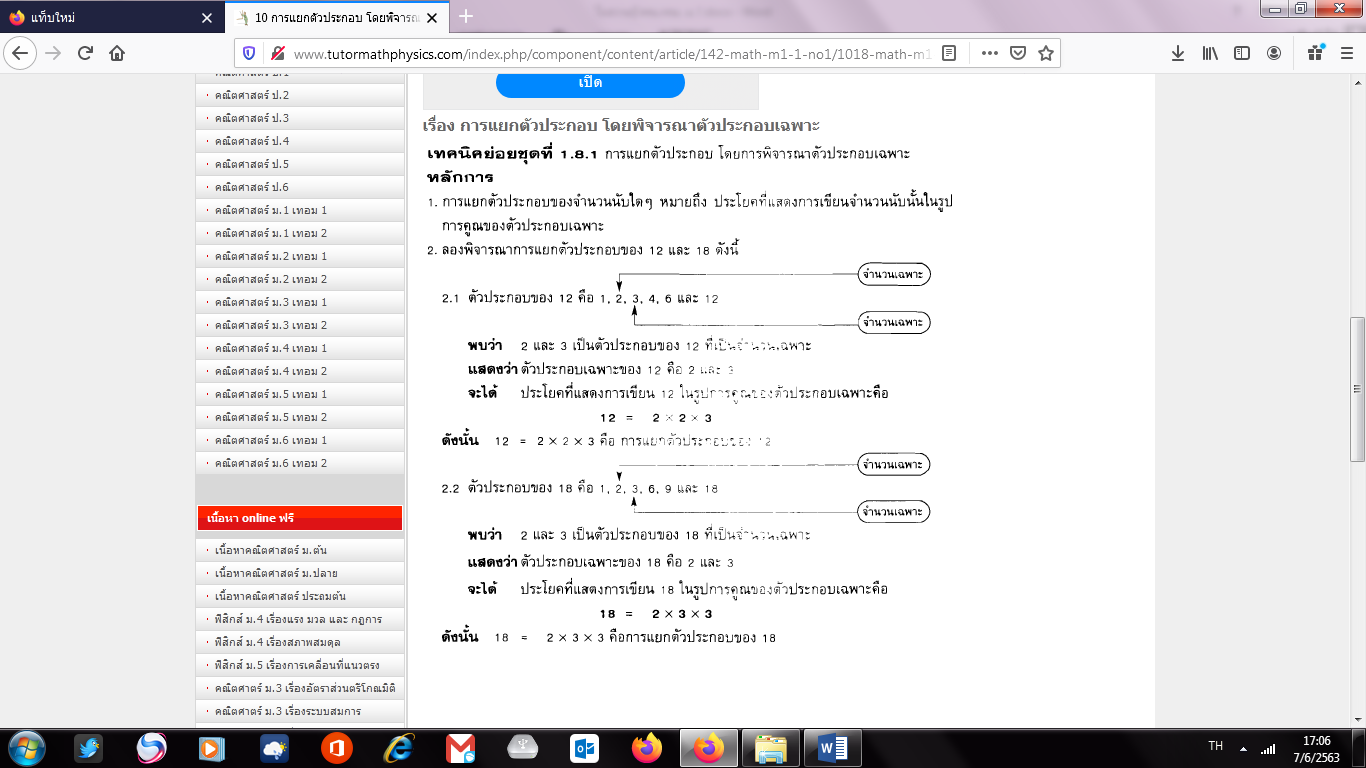 แท็บใหม่
10 การแยกตัวประกอบ โดยพิจารณ
www.tutormathphysics.com/index.php/component/content/article/142-math-m1-1-no1/1018-math-m1
คณิตศาสตร์ ป.1
· คณิตศาสตร์ ป.2
· คณิตศาสตร์ ป.3
· คณิตศาสตร์ ป.4
· คณิตศาสตร์ ป.5
· คณิตศาสตร์ ป.6
· คณิตศาสตร์ ม.1 เทอม 1
· คณิตศาสตร์ ม.1 เทอม 2
· คณิตศาสตร์ ม.2 เทอม 1
· คณิตศาสตร์ ม.2 เทอม 2
· คณิตศาสตร์ ม.3 เทอม 1
· คณิตศาสตร์ ม.3 เทอม 2
· คณิตศาสตร์ ม.4 เทอม 1
· คณิตศาสตร์ ม.4 เทอม 2
· คณิตศาสตร์ ม.5 เทอม 1
· คณิตศาสตร์ ม.5 เทอม 2
· คณิตศาสตร์ ม.6 เทอม 1
· คณิตศาสตร์ ม.6 เทอม 2
เนื้อหา online ฟรี
· เนื้อหาคณิตศาสตร์ ม.ต้น
· เนื้อหาคณิตศาสตร์ ม.ปลาย
· เนื้อหาคณิตศาสตร์ ประถมต้น
· ฟิสิกส์ ม.4 เรื่องแรง มวล และ กฎการ
· ฟิสิกส์ ม.4 เรื่องสภาพสมดุล
· ฟิสิกส์ ม.5 เรื่องการเคลื่อนที่แนวตรง
· คณิตศาตร์ ม.3 เรื่องอัตราส่วนตรีโกณมิติ
· คณิตศาตร์ ม.3 เรื่องระบบสมการ
เปิด
เรื่อง การแยกตัวประกอบ โดยพิจารณาตัวประกอบเฉพาะ
เทคนิคย่อยชุดที่ 1.8.1 การแยกตัวประกอบ โดยการพิจารณาตัวประกอบเฉพาะ
หลักการ
1. การแยกตัวประกอบของจำนวนนับใดๆ หมายถึง ประโยคที่แสดงการเขียนจำนวนนับนั้นในรูป
การคูณของตัวประกอบเฉพาะ
2. ลองพิจารณาการแยกตัวประกอบของ 12 และ 18 ดังนี้
จำนวนเฉพาะ
2.1 ตัวประกอบของ 12 คือ 1, 2, 3, 4, 6 และ 12
จำนวนเฉพาะ
พบว่า 2 และ 3 เป็นตัวประกอบของ 12 ที่เป็นจำนวนเฉพาะ
แสดงว่า ตัวประกอบเฉพาะของ 12 คือ 2 และ 3
จะได้ ประโยคที่แสดงการเขียน 12 ในรูปการคูณของตัวประกอบเฉพาะคือ
12 = 2 × 2 × 3
ดังนั้น 12 = 2 × 2 × 3 คือ การแยกตัวประกอบของ 12
จำนวนเฉพาะ
2.2 ตัวประกอบของ 18 คือ 1, 2, 3, 6, 9 และ 18
จำนวนเฉพาะ
พบว่า 2 และ 3 เป็นตัวประกอบของ 18 ที่เป็นจำนวนเฉพาะ
แสดงว่า ตัวประกอบเฉพาะของ 18 คือ 2 และ 3
จะได้ ประโยคที่แสดงการเขียน 18 ในรูปการคูณของตัวประกอบเฉพาะคือ
18 = 2 × 3 × 3
ดังนั้น 18 = 2 × 3 × 3 คือการแยกตัวประกอบของ 18
TH
17:06
7/6/2563